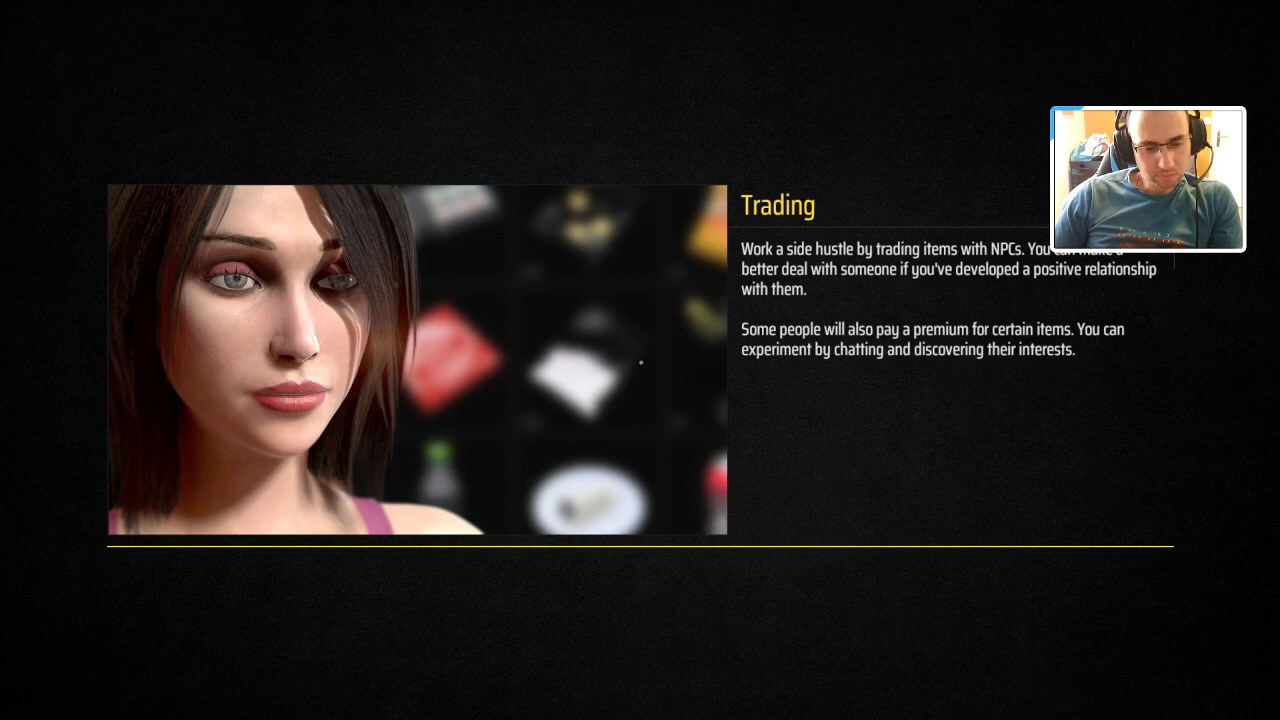 Trading
Work a side hustle by trading items with NPCs. You can make a
better deal with someone if you've developed a positive relationship
with them.
Some people will also pay a premium for certain items. You can
experiment by chatting and discovering their interests.